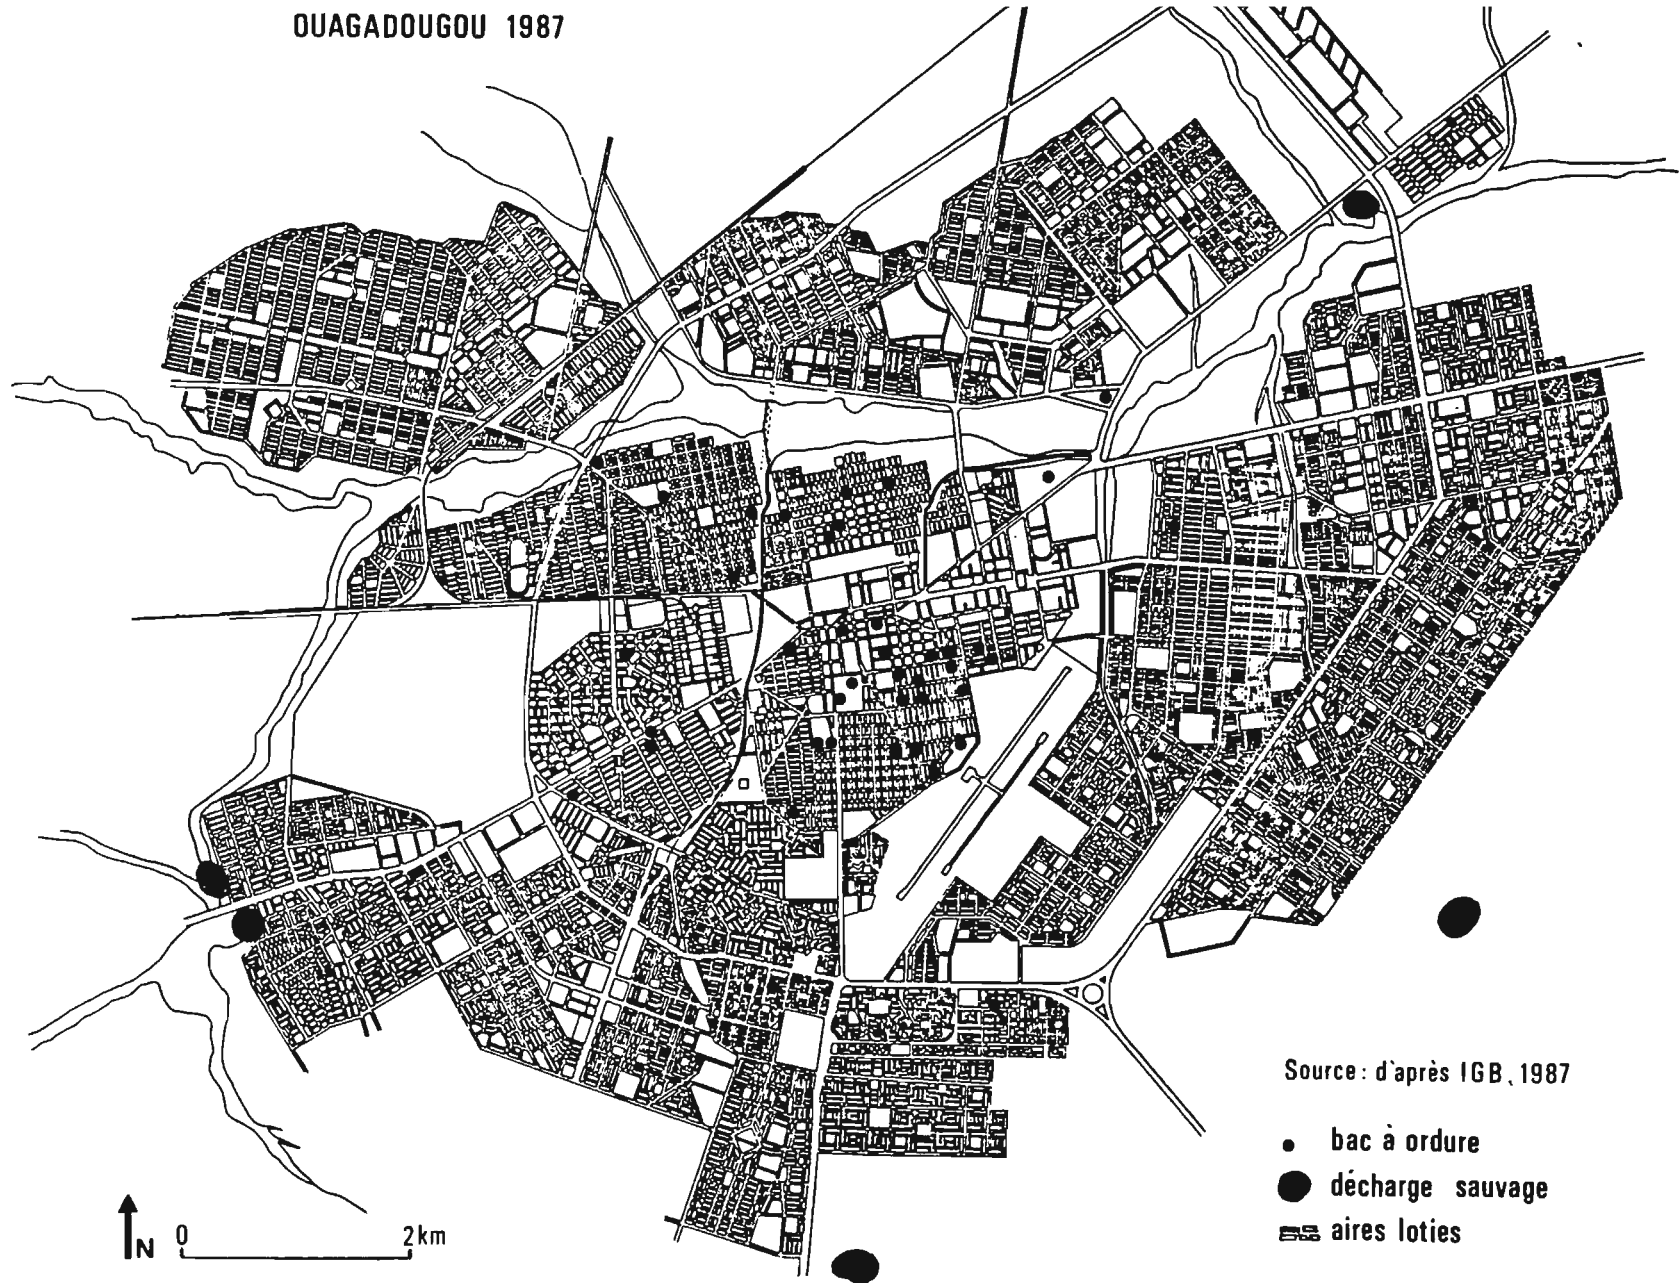 OUAGADOUGOU 1987
Source: d'après IGB, 1987
bac à ordure
décharge sauvage
aires loties
N
0 2km